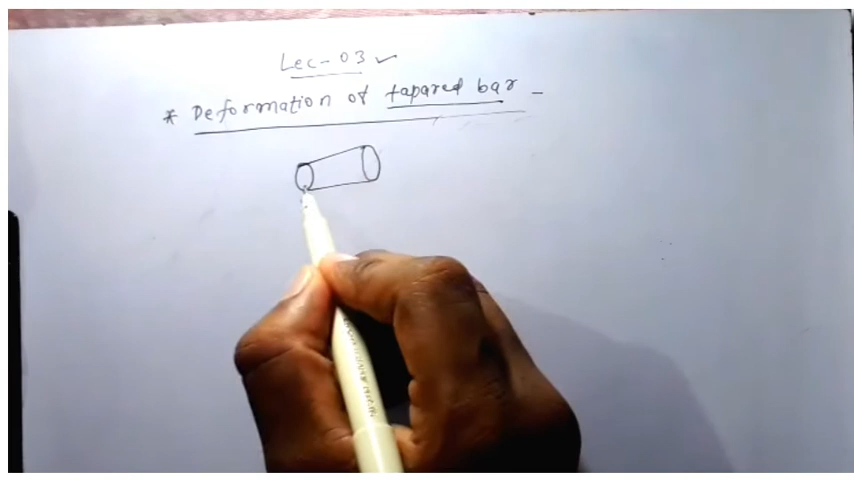 Lec-03 ✓
* Deformation of tapared bar -